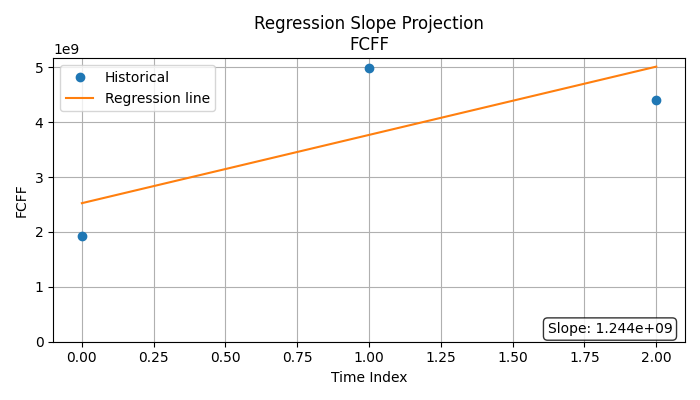 Regression Slope Projection
FCFF
1e9
Historical
Regression line
5
4
3
2
1
0
FCFF
Slope: 1.244e+09
0.00 0.25 0.50 0.75 1.00 1.25 1.50 1.75 2.00
Time Index